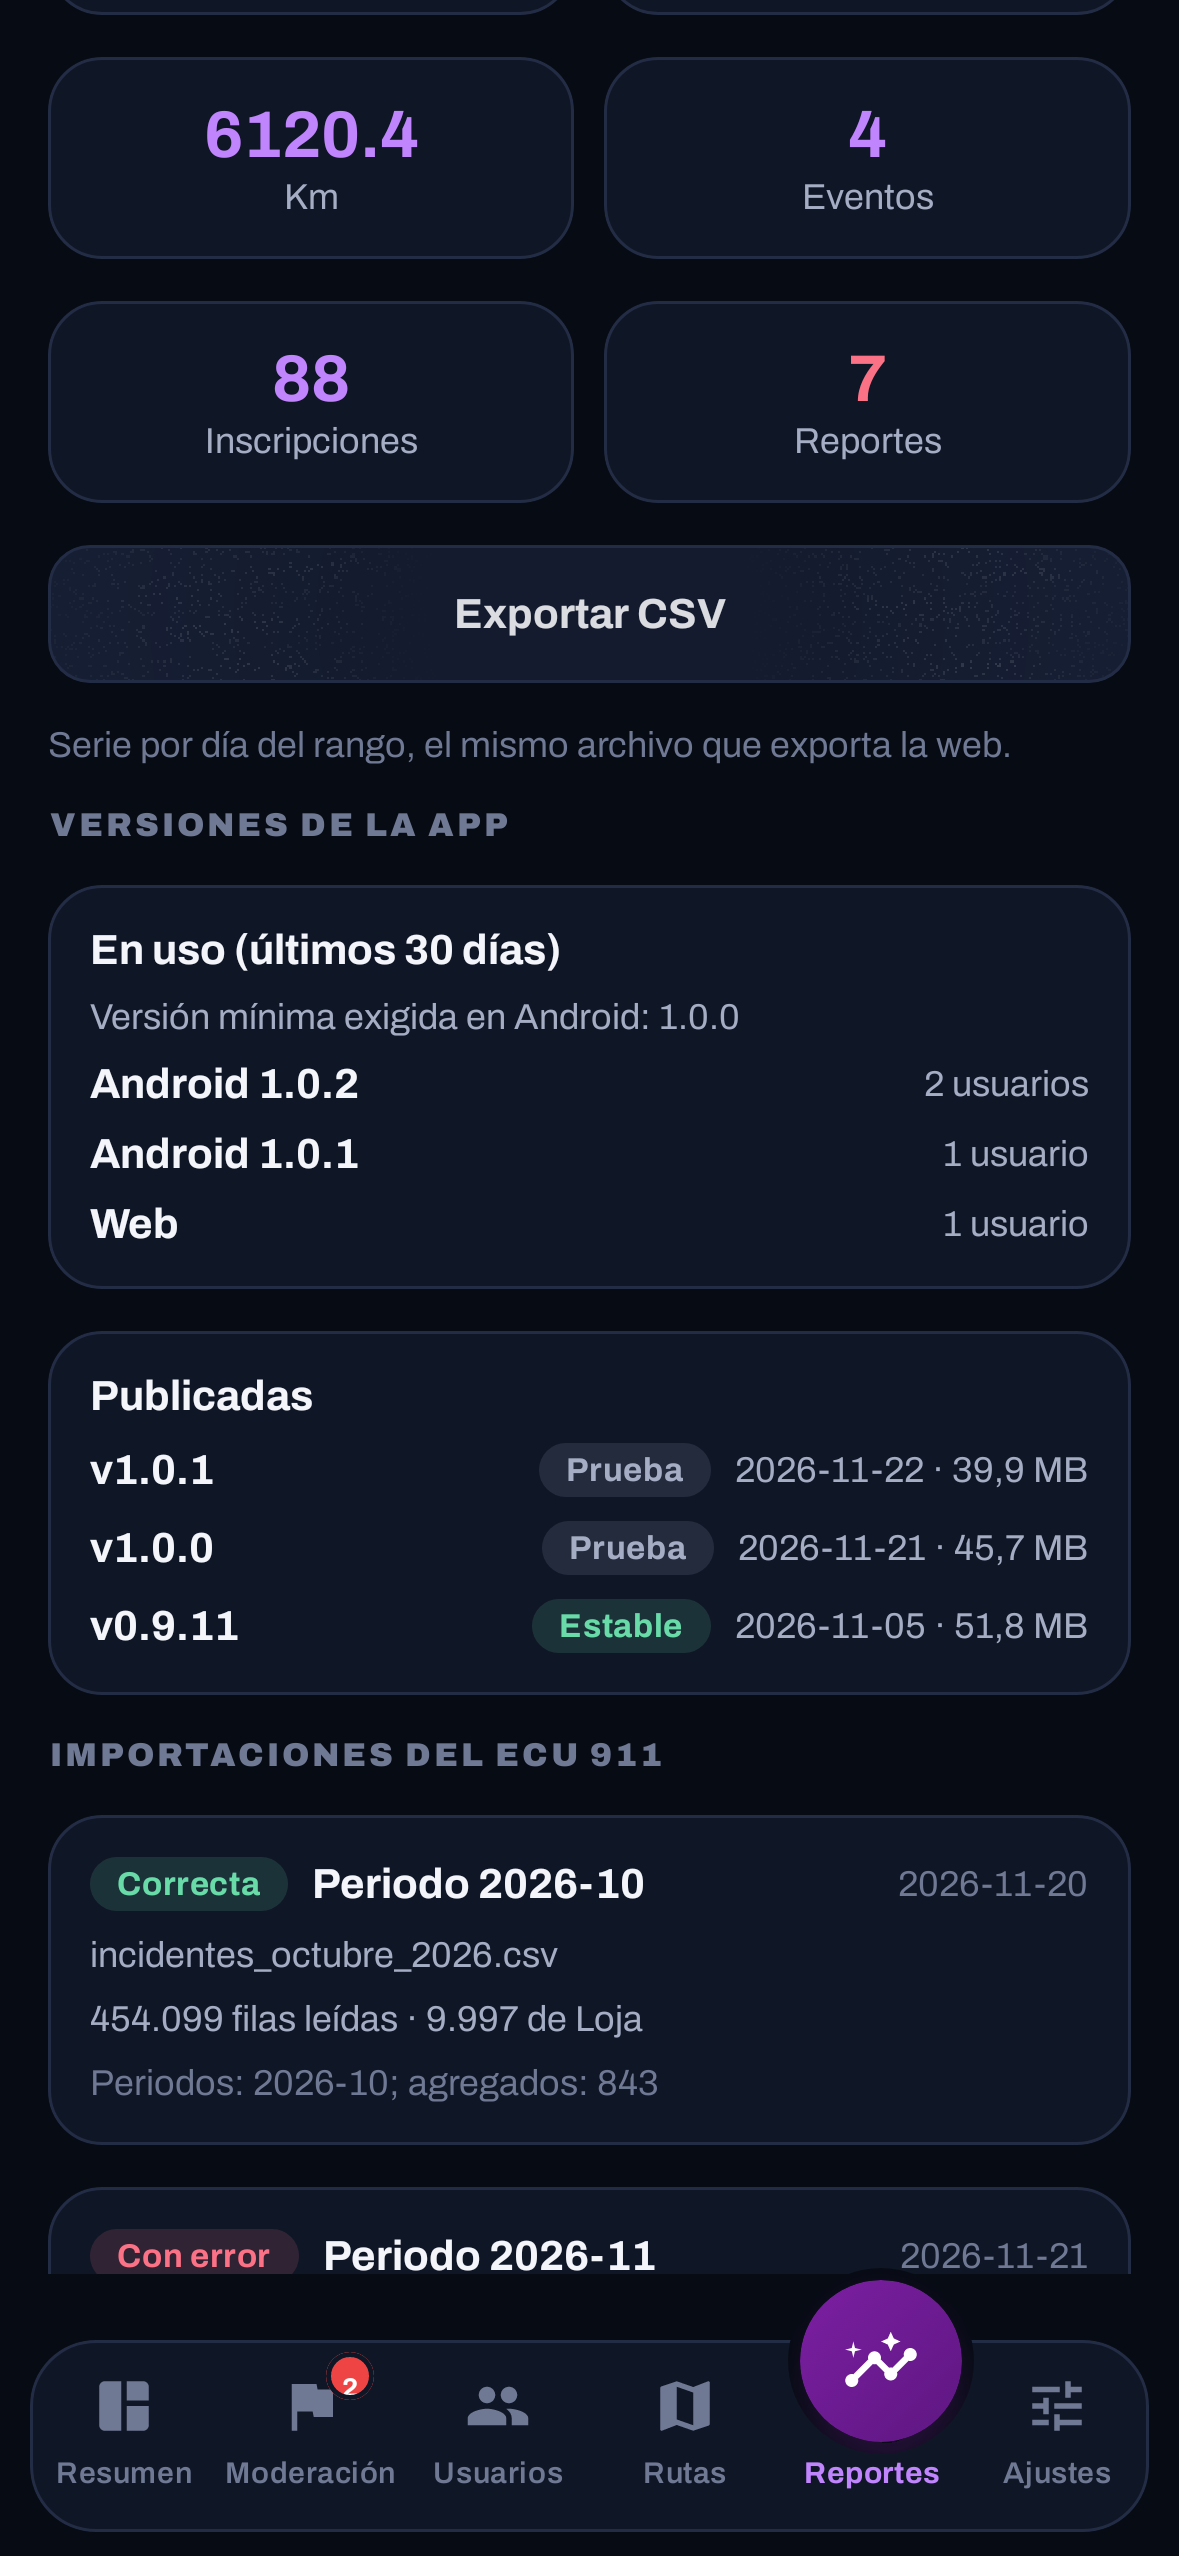 6120.4
Km
4
Eventos
88
Inscripciones
7
Reportes
Exportar CSV
Serie por día del rango, el mismo archivo que exporta la web.
VERSIONES DE LA APP
En uso (últimos 30 días)
Versión mínima exigida en Android: 1.0.0
Android 1.0.2 2 usuarios
Android 1.0.1 1 usuario
Web 1 usuario
Publicadas
v1.0.1 Prueba 2026-11-22 · 39,9 MB
v1.0.0 Prueba 2026-11-21 · 45,7 MB
v0.9.11 Estable 2026-11-05 · 51,8 MB
IMPORTACIONES DEL ECU 911
Correcta Periodo 2026-10 2026-11-20
incidentes_octubre_2026.csv
454.099 filas leídas · 9.997 de Loja
Periodos: 2026-10; agregados: 843
Con error Periodo 2026-11 2026-11-21
2
Resumen Moderación Usuarios Rutas Reportes Ajustes